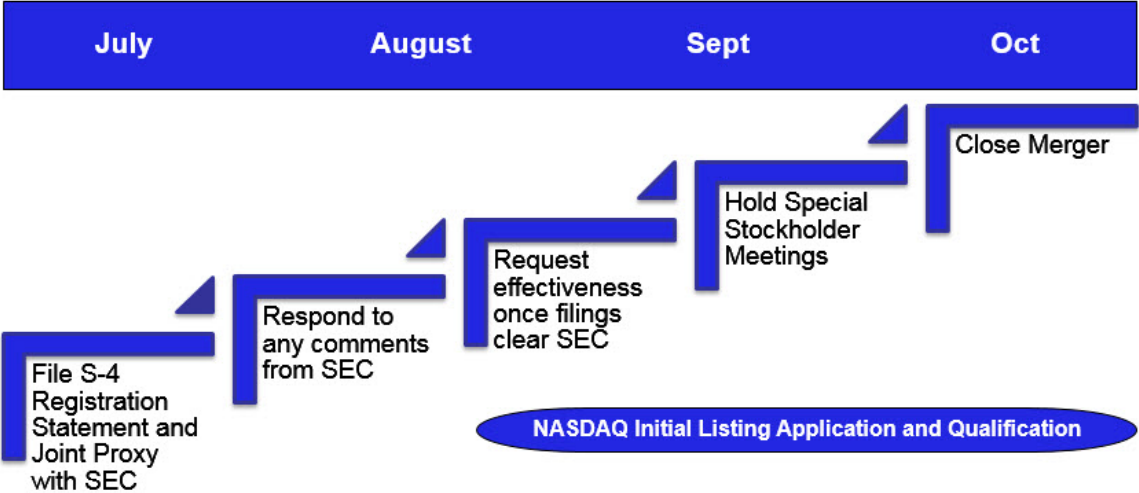 July August Sept Oct
Close Merger
Hold Special
Stockholder
Meetings
Request
effectiveness
once filings
clear SEC
Respond to
any comments
from SEC
File S-4
Registration
Statement and
Joint Proxy
with SEC
NASDAQ Initial Listing Application and Qualification